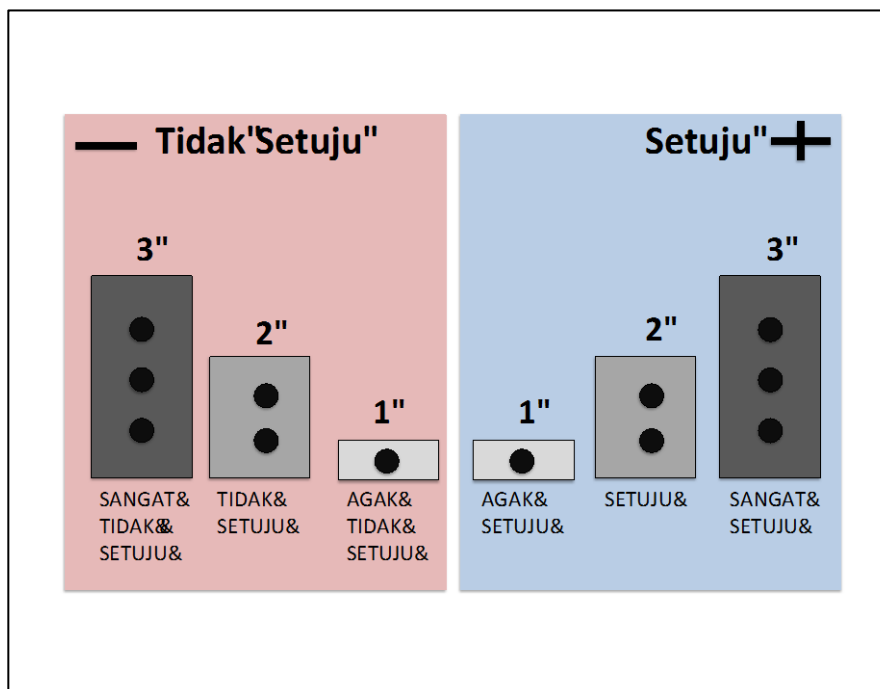 — Tidak"Setuju"
Setuju" +
3"
2"
1"
1"
2"
3"
SANGAT&
TIDAK&&
SETUJU&
TIDAK&
SETUJU&
AGAK&
TIDAK&
SETUJU&
AGAK&
SETUJU&
SETUJU&
SANGAT&
SETUJU&